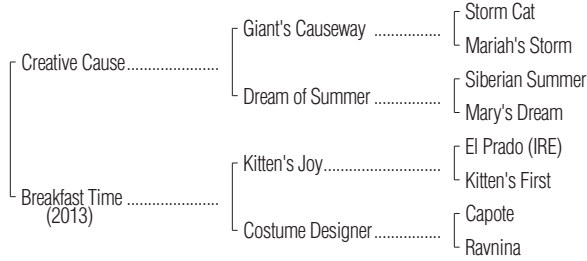 Storm Cat
Giant's Causeway ................
Mariah's Storm
Creative Cause......................
Siberian Summer
Dream of Summer ................
Mary's Dream
El Prado (IRE)
Kitten's Joy............................
Kitten's First
Breakfast Time ......................
(2013)
Capote
Costume Designer................
Ravnina